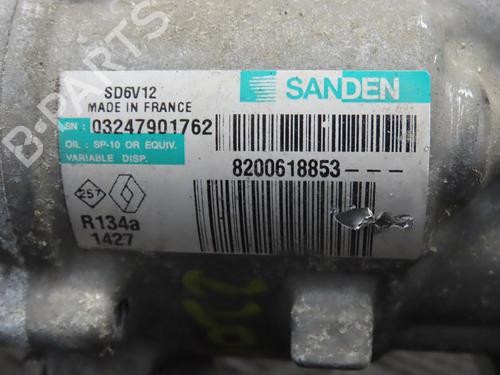 SD6V12
MADE IN FRANCE
SANDEN
SN : 03247901762
OIL : SP-10 OR EQUIV.
VARIABLE DISP.
8200618853---
257
R134a
1427
B-PARTS